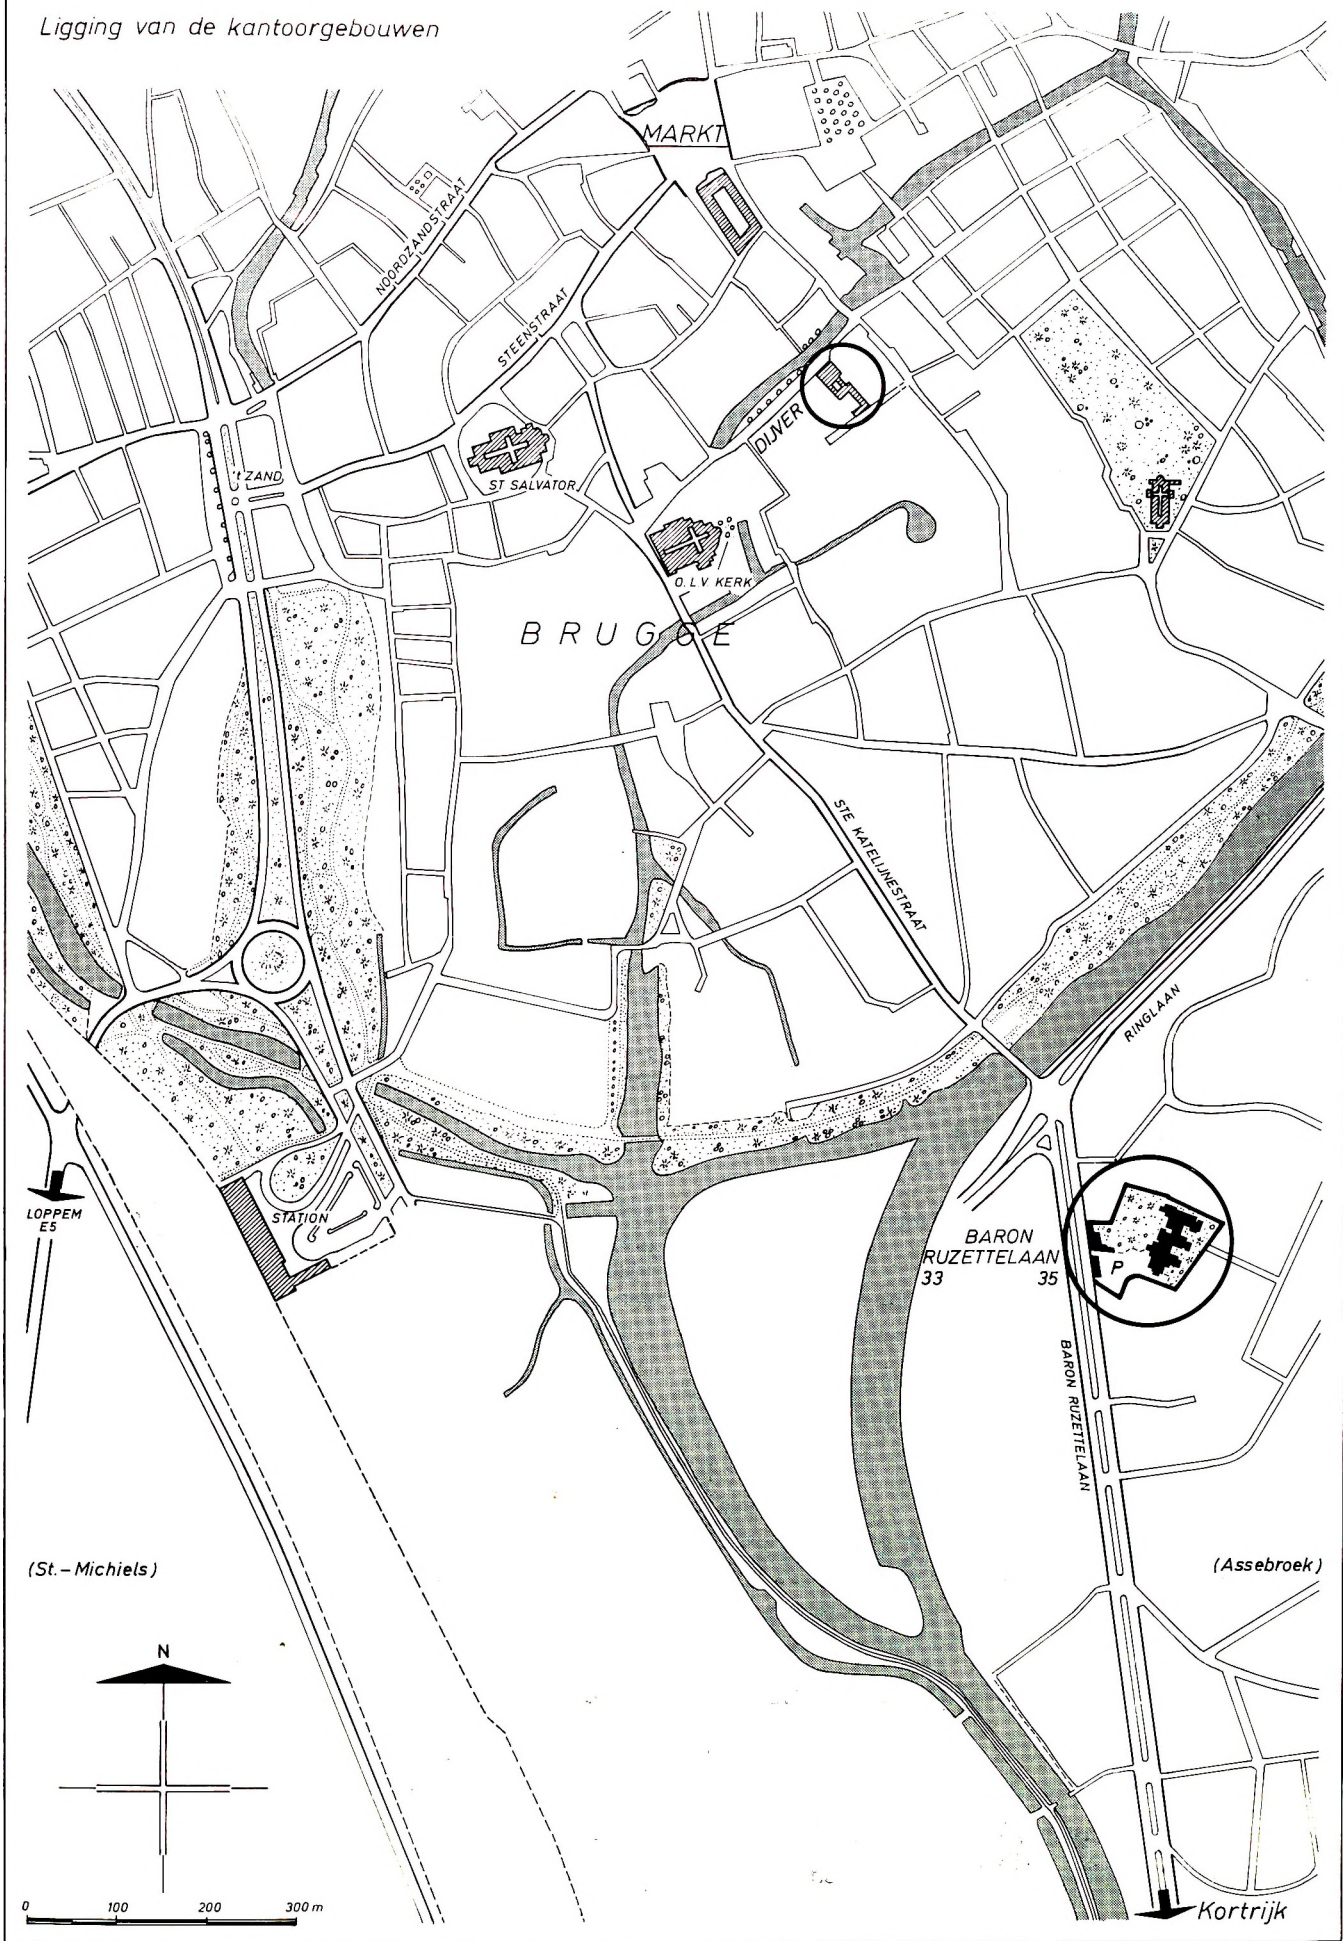 Ligging van de kantoorgebouwen
MARKT
NOORDZANDSTRAAT
STEENSTRAAT
DIJVER
't ZAND
ST SALVATOR
O.L.V. KERK
BRUGGE
STE KATELIJNESTRAAT
RINGLAAN
LOPPEM
E5
STATION
BARON
RUZETTELAAN
33 35
P
BARON RUZETTELAAN
(St.-Michiels)
(Assebroek)
N
0 100 200 300 m
Kortrijk